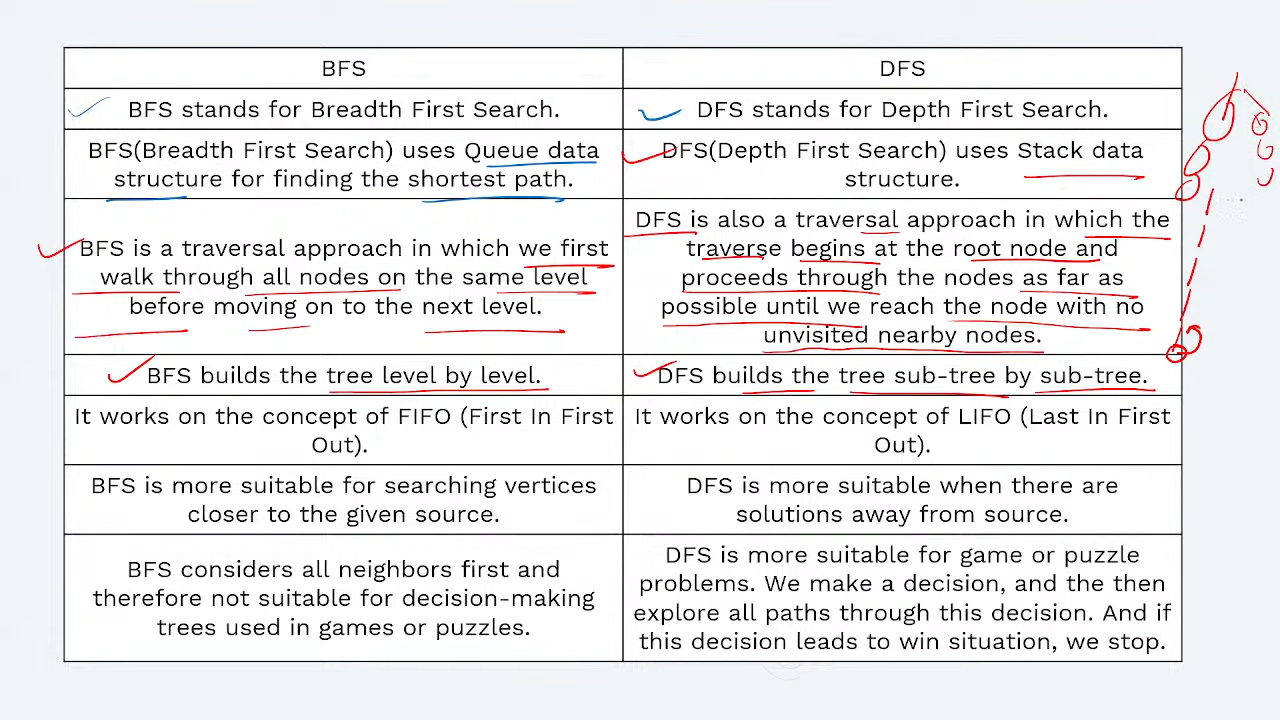 BFS
DFS
BFS stands for Breadth First Search.
DFS stands for Depth First Search.
BFS(Breadth First Search) uses Queue data
structure for finding the shortest path.
DFS(Depth First Search) uses Stack data
structure.
BFS is a traversal approach in which we first
walk through all nodes on the same level
before moving on to the next level.
DFS is also a traversal approach in which the
traverse begins at the root node and
proceeds through the nodes as far as
possible until we reach the node with no
unvisited nearby nodes.
BFS builds the tree level by level.
DFS builds the tree sub-tree by sub-tree.
It works on the concept of FIFO (First In First
Out).
It works on the concept of LIFO (Last In First
Out).
BFS is more suitable for searching vertices
closer to the given source.
DFS is more suitable when there are
solutions away from source.
BFS considers all neighbors first and
therefore not suitable for decision-making
trees used in games or puzzles.
DFS is more suitable for game or puzzle
problems. We make a decision, and the then
explore all paths through this decision. And if
this decision leads to win situation, we stop.